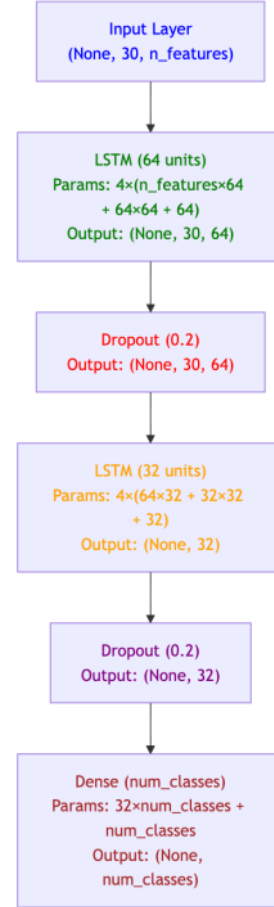 Input Layer
(None, 30, n_features)
LSTM (64 units)
Params: 4×(n_features×64
+ 64×64 + 64)
Output: (None, 30, 64)
Dropout (0.2)
Output: (None, 30, 64)
LSTM (32 units)
Params: 4×(64×32 + 32×32
+ 32)
Output: (None, 32)
Dropout (0.2)
Output: (None, 32)
Dense (num_classes)
Params: 32×num_classes +
num_classes
Output: (None,
num_classes)